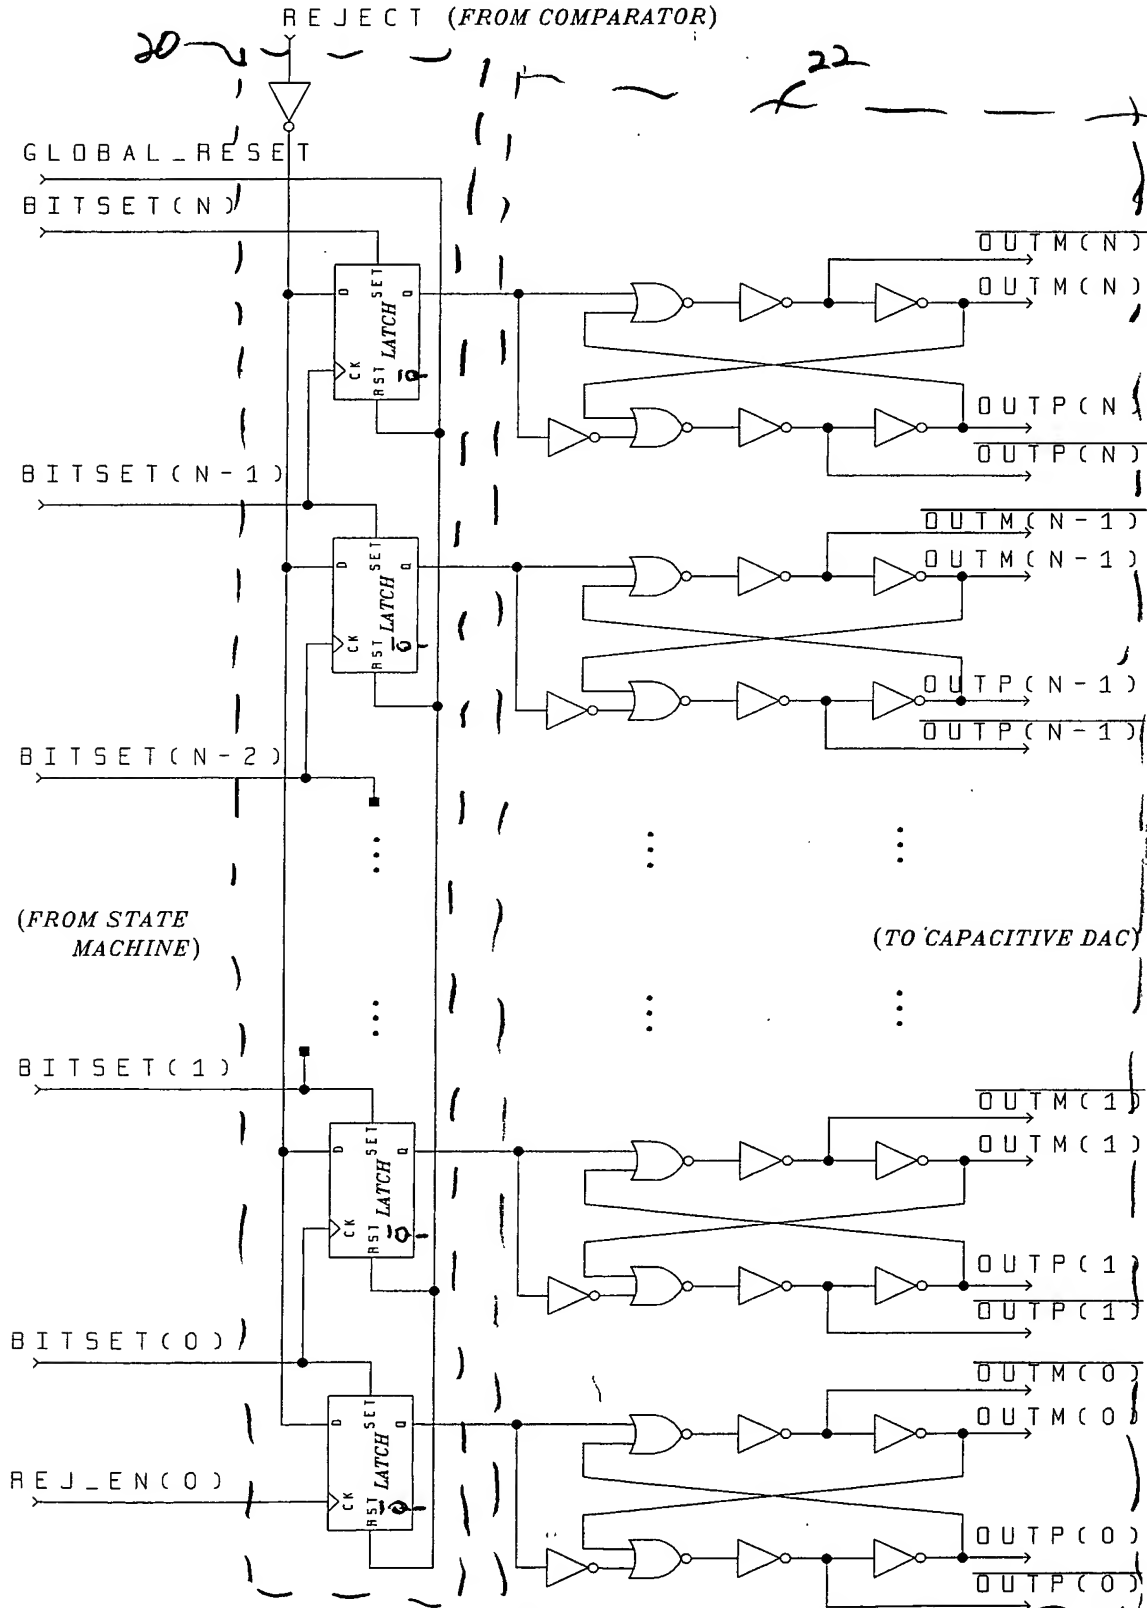 REJECT (FROM COMPARATOR)
20
22
GLOBAL_RESET
BITSET(N)
OUTM(N)
OUTM(N)
D SET Q
LATCH
CK RST Q
OUTP(N)
OUTP(N)
BITSET(N-1)
OUTM(N-1)
OUTM(N-1)
D SET Q
LATCH
CK RST Q
OUTP(N-1)
OUTP(N-1)
BITSET(N-2)
(FROM STATE
MACHINE)
(TO CAPACITIVE DAC)
BITSET(1)
OUTM(1)
OUTM(1)
D SET Q
LATCH
CK RST Q
OUTP(1)
OUTP(1)
BITSET(0)
OUTM(0)
OUTM(0)
D SET Q
LATCH
REJ_EN(0)
CK RST Q
OUTP(0)
OUTP(0)